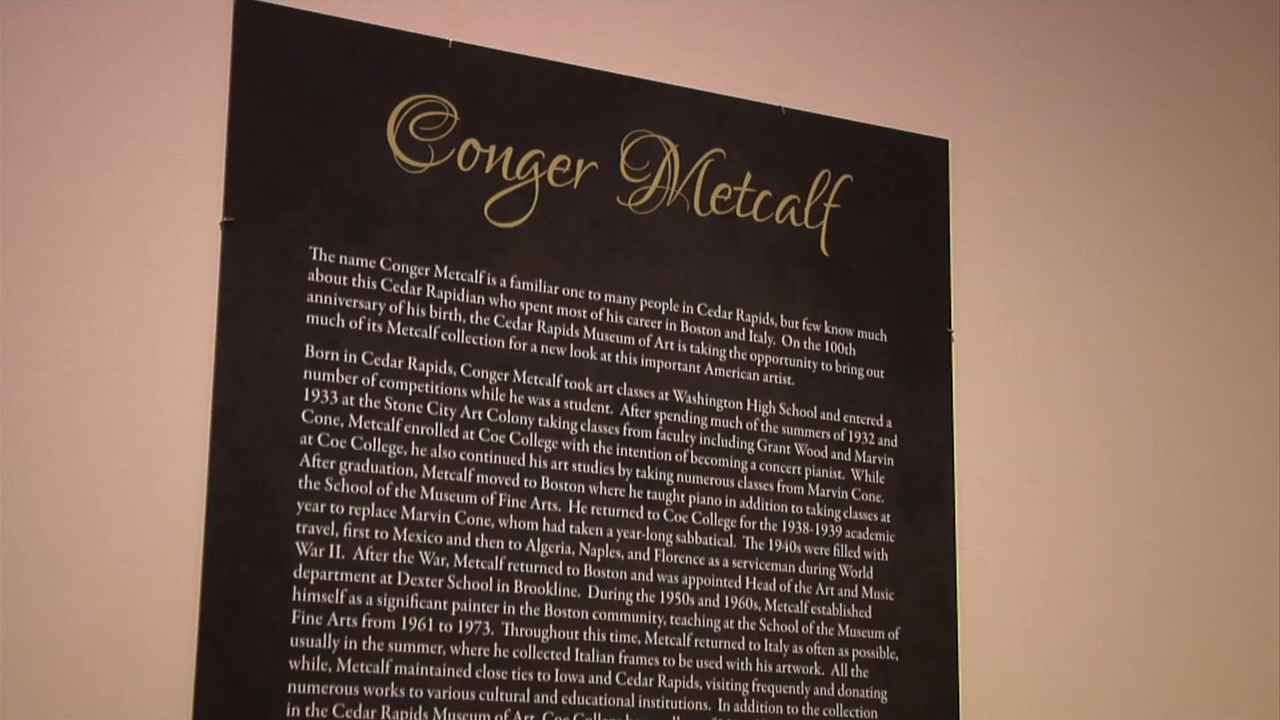 Conger Metcalf
The name Conger Metcalf is a familiar one to many people in Cedar Rapids, but few know much
about this Cedar Rapidian who spent most of his career in Boston and Italy. On the 100th
anniversary of his birth, the Cedar Rapids Museum of Art is taking the opportunity to bring out
much of its Metcalf collection for a new look at this important American artist.
Born in Cedar Rapids, Conger Metcalf took art classes at Washington High School and entered a
number of competitions while he was a student. After spending much of the summers of 1932 and
1933 at the Stone City Art Colony taking classes from faculty including Grant Wood and Marvin
Cone, Metcalf enrolled at Coe College with the intention of becoming a concert pianist. While
at Coe College, he also continued his art studies by taking numerous classes from Marvin Cone.
After graduation, Metcalf moved to Boston where he taught piano in addition to taking classes at
the School of the Museum of Fine Arts. He returned to Coe College for the 1938-1939 academic
year to replace Marvin Cone, whom had taken a year-long sabbatical. The 1940s were filled with
travel, first to Mexico and then to Algeria, Naples, and Florence as a serviceman during World
War II. After the War, Metcalf returned to Boston and was appointed Head of the Art and Music
department at Dexter School in Brookline. During the 1950s and 1960s, Metcalf established
himself as a significant painter in the Boston community, teaching at the School of the Museum of
Fine Arts from 1961 to 1973. Throughout this time, Metcalf returned to Italy as often as possible,
usually in the summer, where he collected Italian frames to be used with his artwork. All the
while, Metcalf maintained close ties to Iowa and Cedar Rapids, visiting frequently and donating
numerous works to various cultural and educational institutions. In addition to the collection
in the Cedar Rapids Museum of Art, Coe